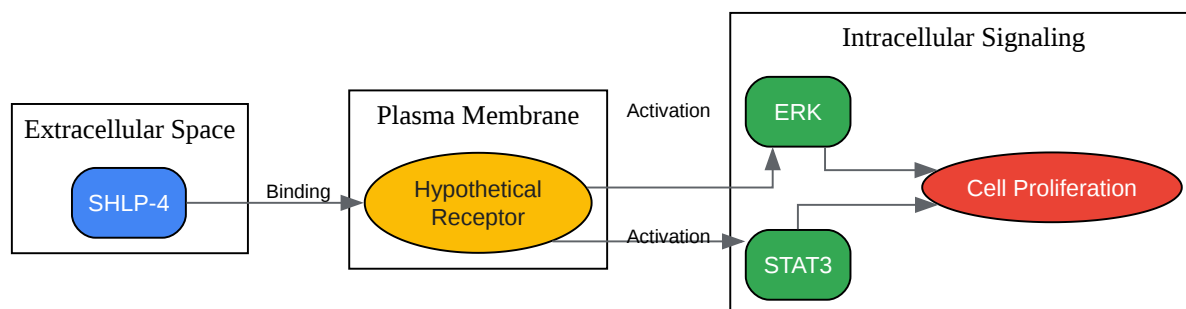 Extracellular Space
SHLP-4
Binding
Plasma Membrane
Hypothetical
Receptor
Activation
Activation
Intracellular Signaling
ERK
STAT3
Cell Proliferation